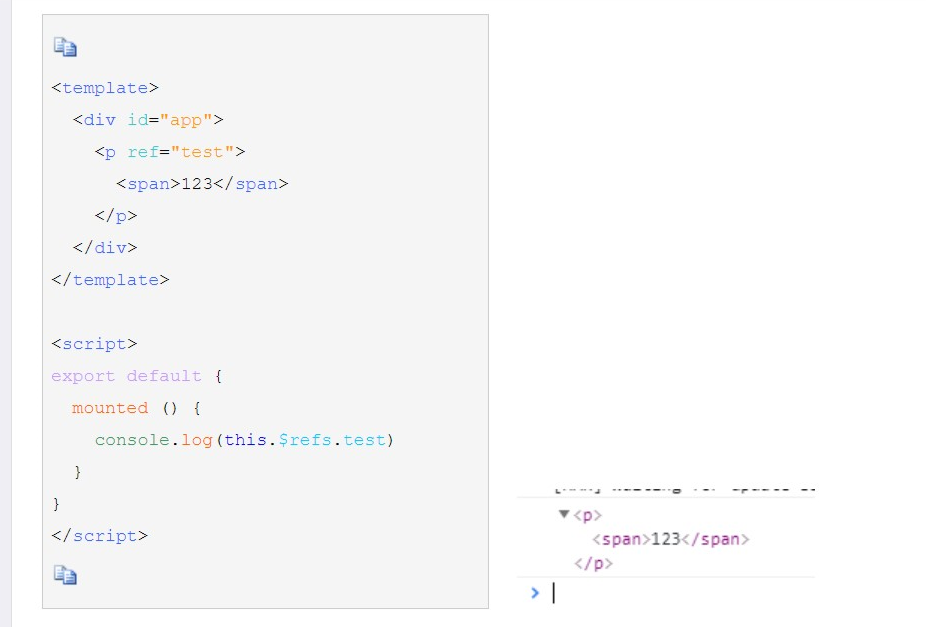 <template>
  <div id="app">
    <p ref="test">
      <span>123</span>
    </p>
  </div>
</template>
<script>
export default {
  mounted () {
    console.log(this.$refs.test)
  }
}
</script>
▼<p>
<span>123</span>
</p>
>